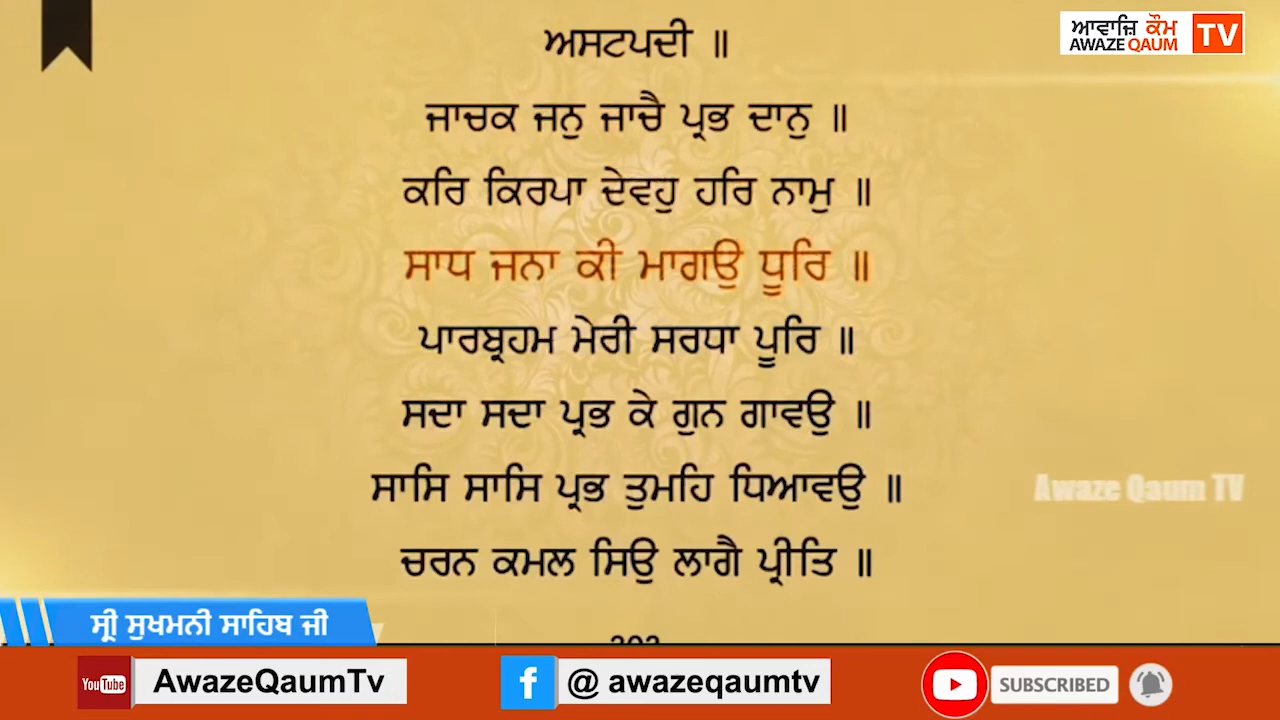 ਆਵਾਜ਼ਿ ਕੌਮ
AWAZE QAUM TV
ਅਸਟਪਦੀ ॥
ਜਾਚਕ ਜਨੁ ਜਾਚੈ ਪ੍ਰਭ ਦਾਨੁ ॥
ਕਰਿ ਕਿਰਪਾ ਦੇਵਹੁ ਹਰਿ ਨਾਮੁ ॥
ਸਾਧ ਜਨਾ ਕੀ ਮਾਗਉ ਧੂਰਿ ॥
ਪਾਰਬ੍ਰਹਮ ਮੇਰੀ ਸਰਧਾ ਪੂਰਿ ॥
ਸਦਾ ਸਦਾ ਪ੍ਰਭ ਕੇ ਗੁਨ ਗਾਵਉ ॥
ਸਾਸਿ ਸਾਸਿ ਪ੍ਰਭ ਤੁਮਹਿ ਧਿਆਵਉ ॥
Awaze Qaum TV
ਚਰਨ ਕਮਲ ਸਿਉ ਲਾਗੈ ਪ੍ਰੀਤਿ ॥
ਸ੍ਰੀ ਸੁਖਮਨੀ ਸਾਹਿਬ ਜੀ
YouTube AwazeQaumTv
f @ awazeqaumtv
SUBSCRIBED